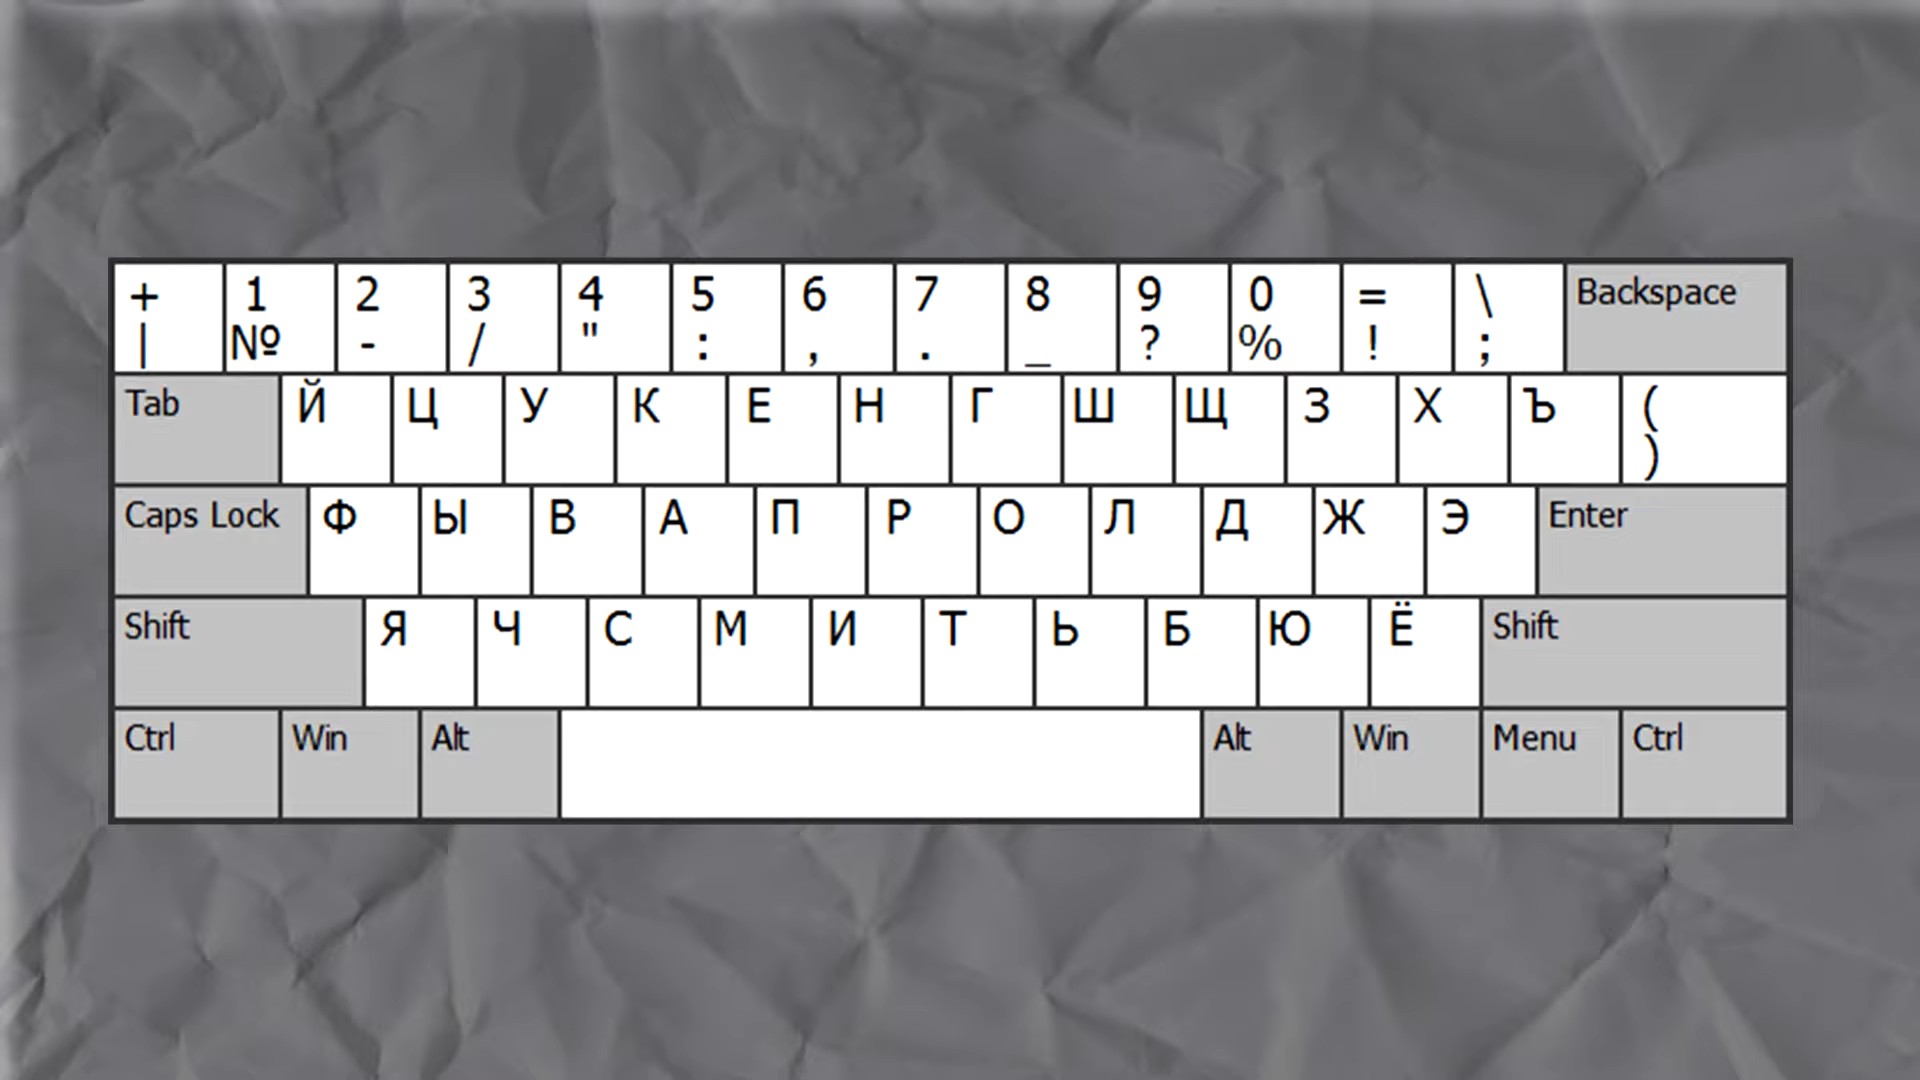 + 1 2 3 4 5 6 7 8 9 0 = \ Backspace
| № - / " : , . _ ? % ! ;
Tab Й Ц У К Е Н Г Ш Щ З Х Ъ (
)
Caps Lock Ф Ы В А П Р О Л Д Ж Э Enter
Shift Я Ч С М И Т Ь Б Ю Ё Shift
Ctrl Win Alt Alt Win Menu Ctrl